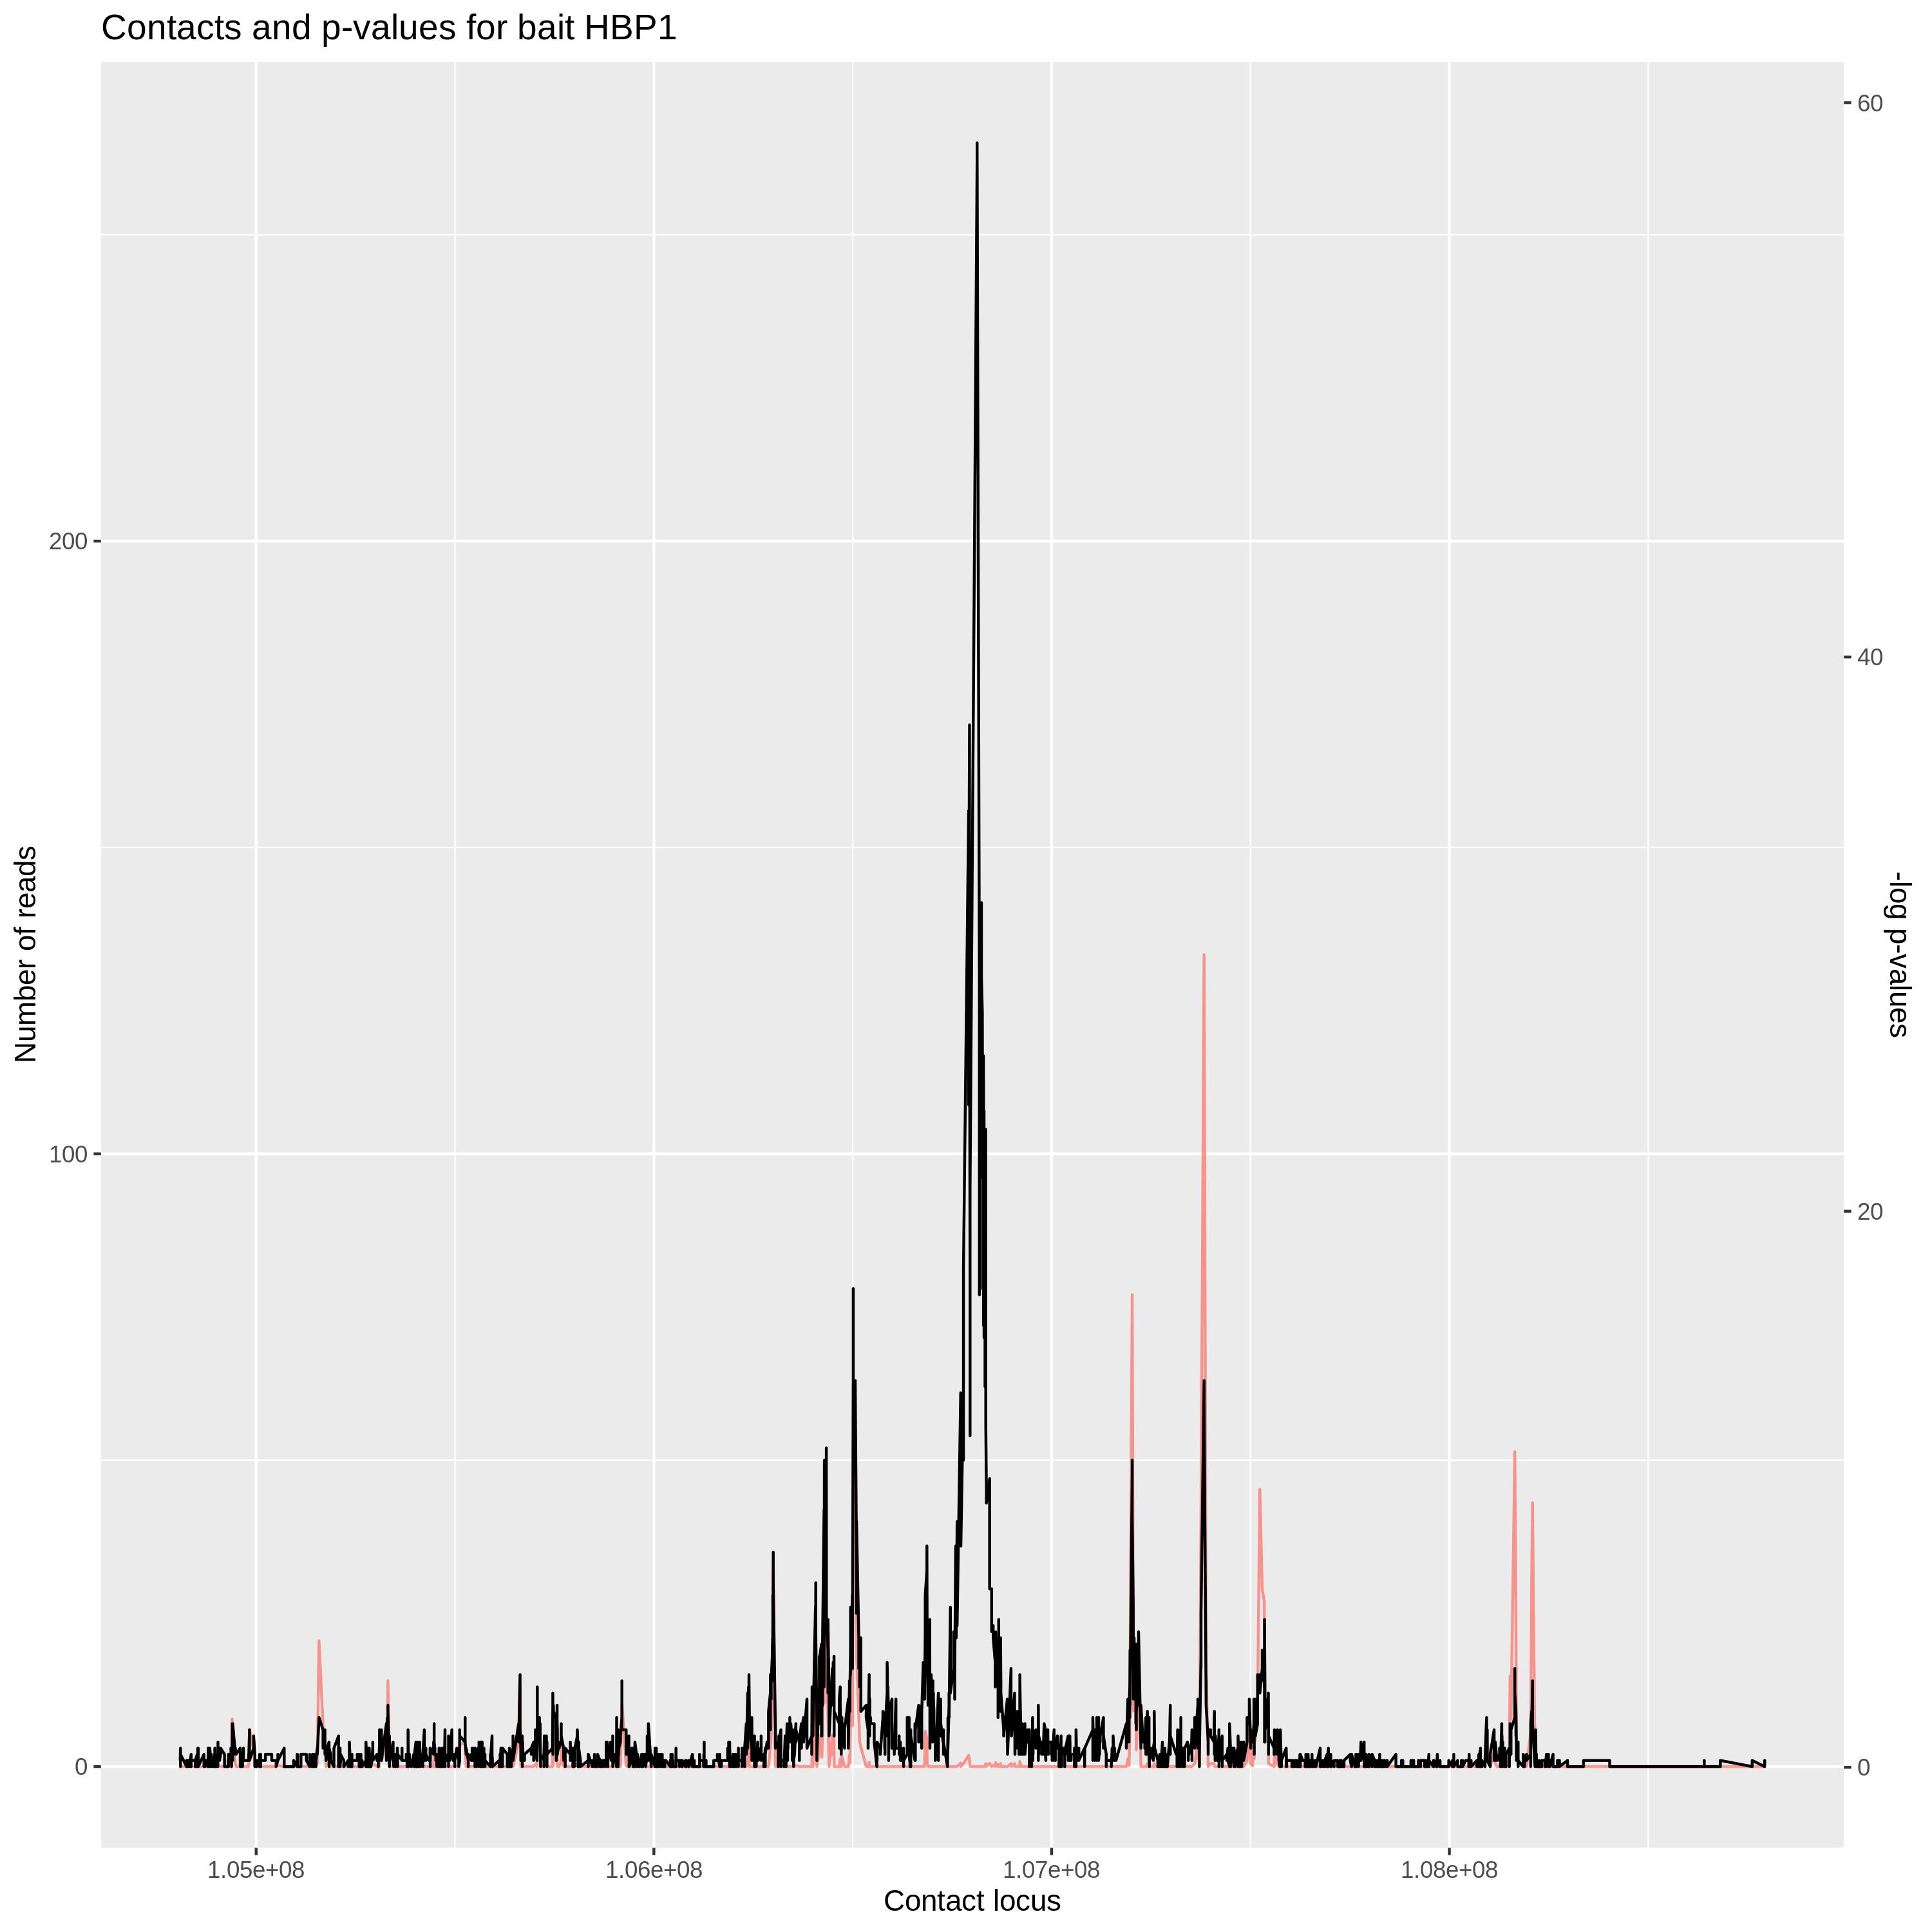 Contacts and p-values for bait HBP1
Number of reads
200
100
0
60
40
20
0
-log p-values
1.05e+08
1.06e+08
1.07e+08
1.08e+08
Contact locus